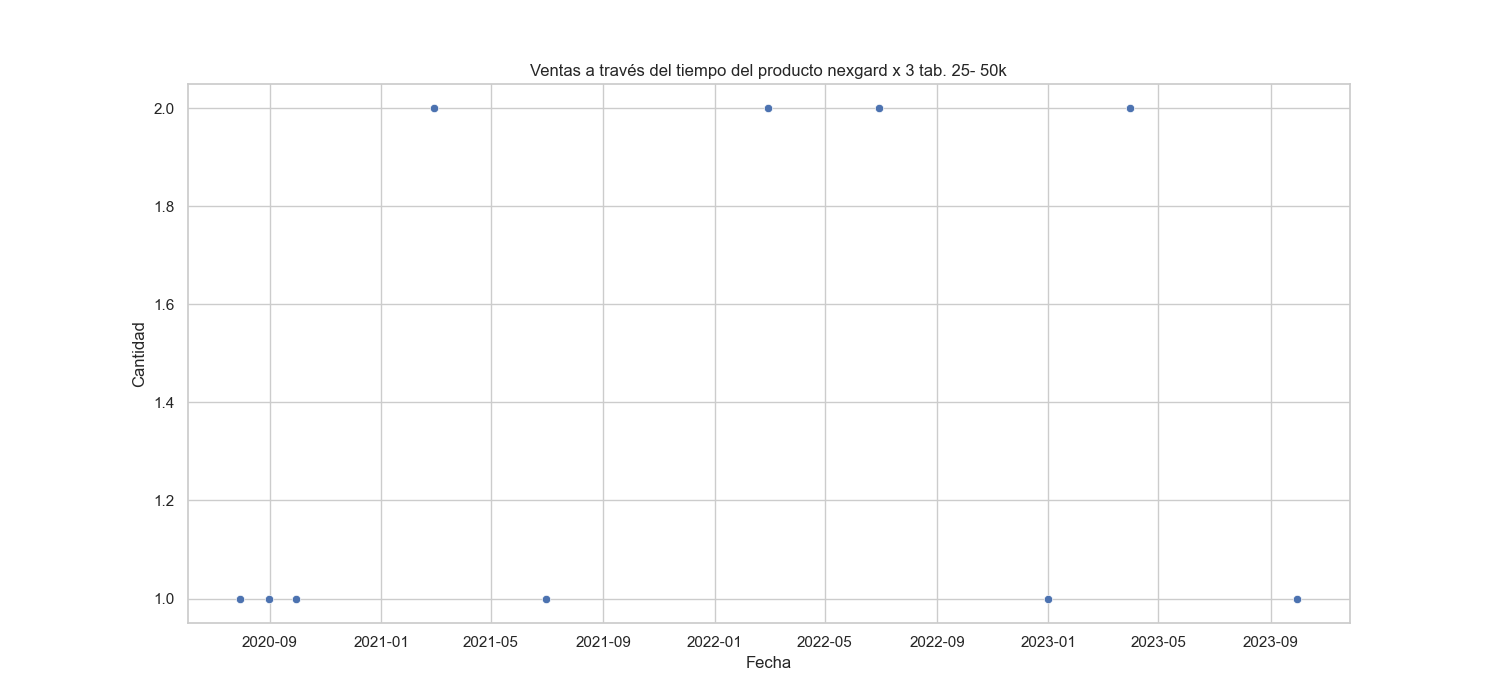 Ventas a través del tiempo del producto nexgard x 3 tab. 25- 50k
2.0
1.8
1.6
1.4
1.2
1.0
Cantidad
2020-09 2021-01 2021-05 2021-09 2022-01 2022-05 2022-09 2023-01 2023-05 2023-09
Fecha